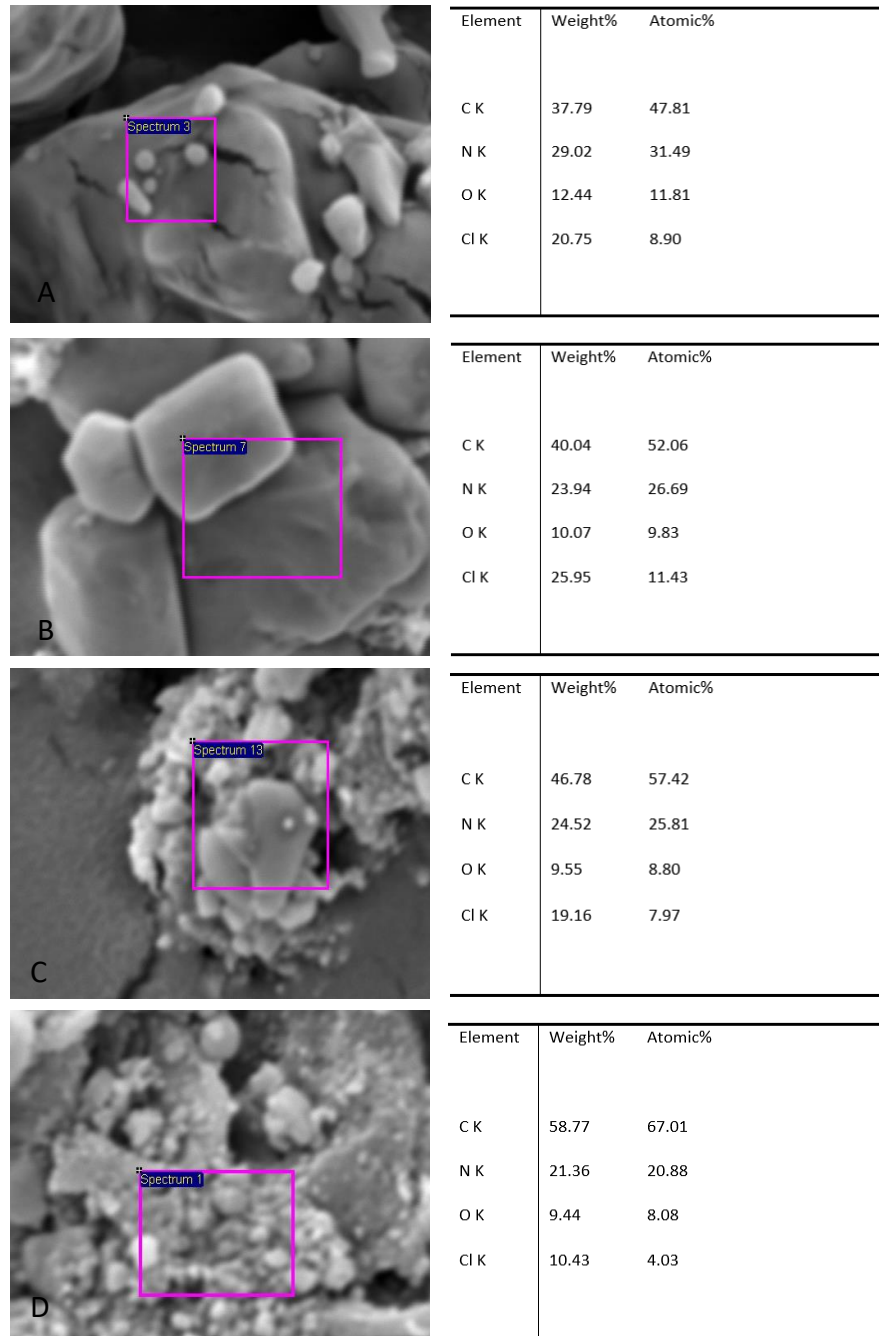 Element Weight% Atomic%
Spectrum 3
C K 37.79 47.81
N K 29.02 31.49
O K 12.44 11.81
Cl K 20.75 8.90
A
Element Weight% Atomic%
Spectrum 7
C K 40.04 52.06
N K 23.94 26.69
O K 10.07 9.83
Cl K 25.95 11.43
B
Element Weight% Atomic%
Spectrum 13
C K 46.78 57.42
N K 24.52 25.81
O K 9.55 8.80
Cl K 19.16 7.97
C
Element Weight% Atomic%
Spectrum 1
C K 58.77 67.01
N K 21.36 20.88
O K 9.44 8.08
Cl K 10.43 4.03
D